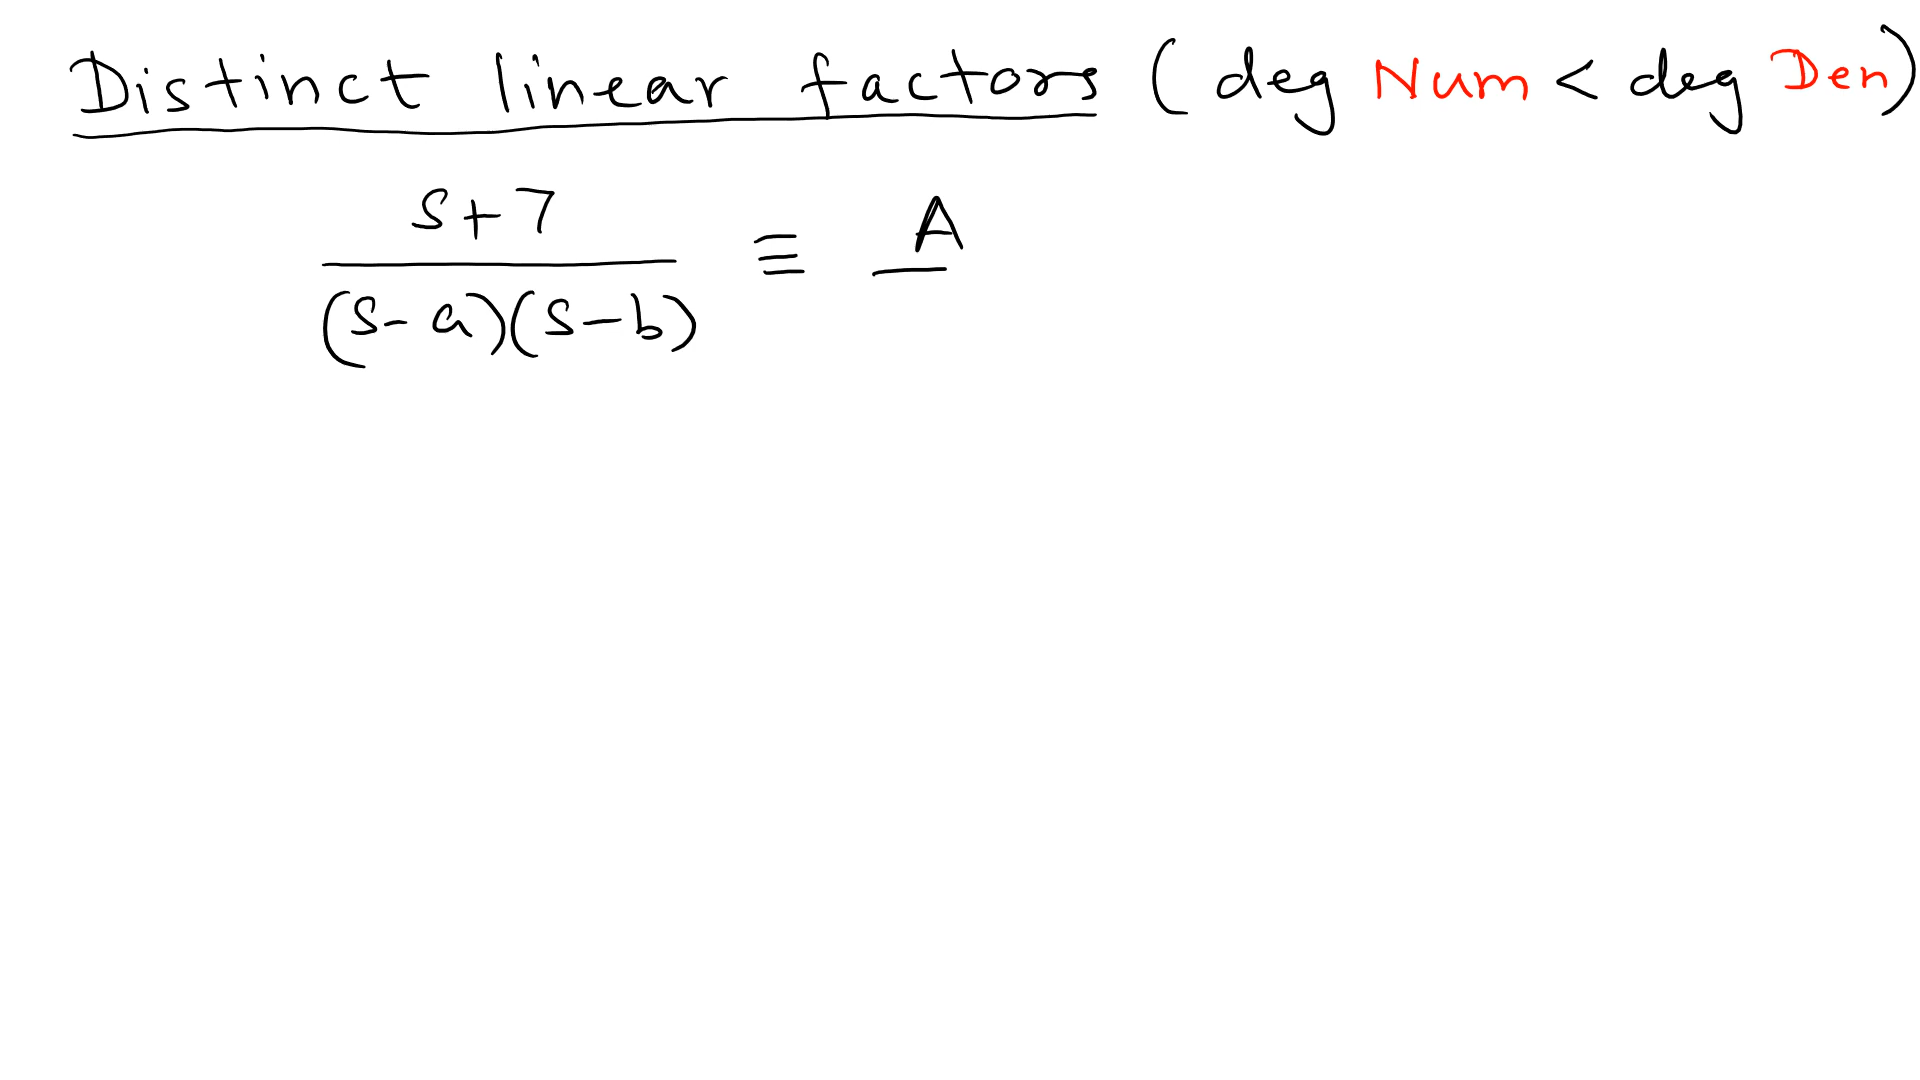 Distinct linear factors (deg Num < deg Den)
s+7 ≡ A
(s-a)(s-b)